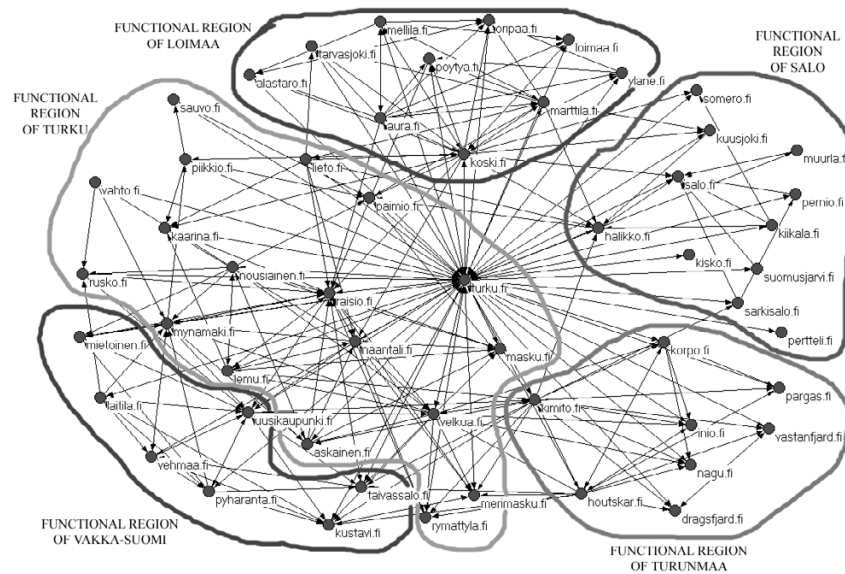 FUNCTIONAL REGION
OF LOIMAA
mellila.fi
oripaa.fi
loimaa.fi
tarvasjoki.fi
poytya.fi
alastaro.fi
ylane.fi
FUNCTIONAL
REGION
OF SALO
FUNCTIONAL
REGION
OF TURKU
sauvo.fi
aura.fi
marttila.fi
somero.fi
kuusjoki.fi
koski.fi
muurla.fi
piikkio.fi
lieto.fi
salo.fi
wahto.fi
paimio.fi
pernio.fi
kaarina.fi
halikko.fi
kiikala.fi
kisko.fi
rusko.fi
nousiainen.fi
turku.fi
suomusjarvi.fi
raisio.fi
sarkisalo.fi
mynamaki.fi
pertteli.fi
mietoinen.fi
naantali.fi
masku.fi
korpo.fi
lemu.fi
laitila.fi
kimito.fi
pargas.fi
uusikaupunki.fi
velkua.fi
inio.fi
vastanfjard.fi
askainen.fi
vehmaa.fi
nagu.fi
pyharanta.fi
taivassalo.fi
merimasku.fi
houtskar.fi
kustavi.fi
rymattyla.fi
dragsfjard.fi
FUNCTIONAL REGION
OF VAKKA-SUOMI
FUNCTIONAL REGION
OF TURUNMAA